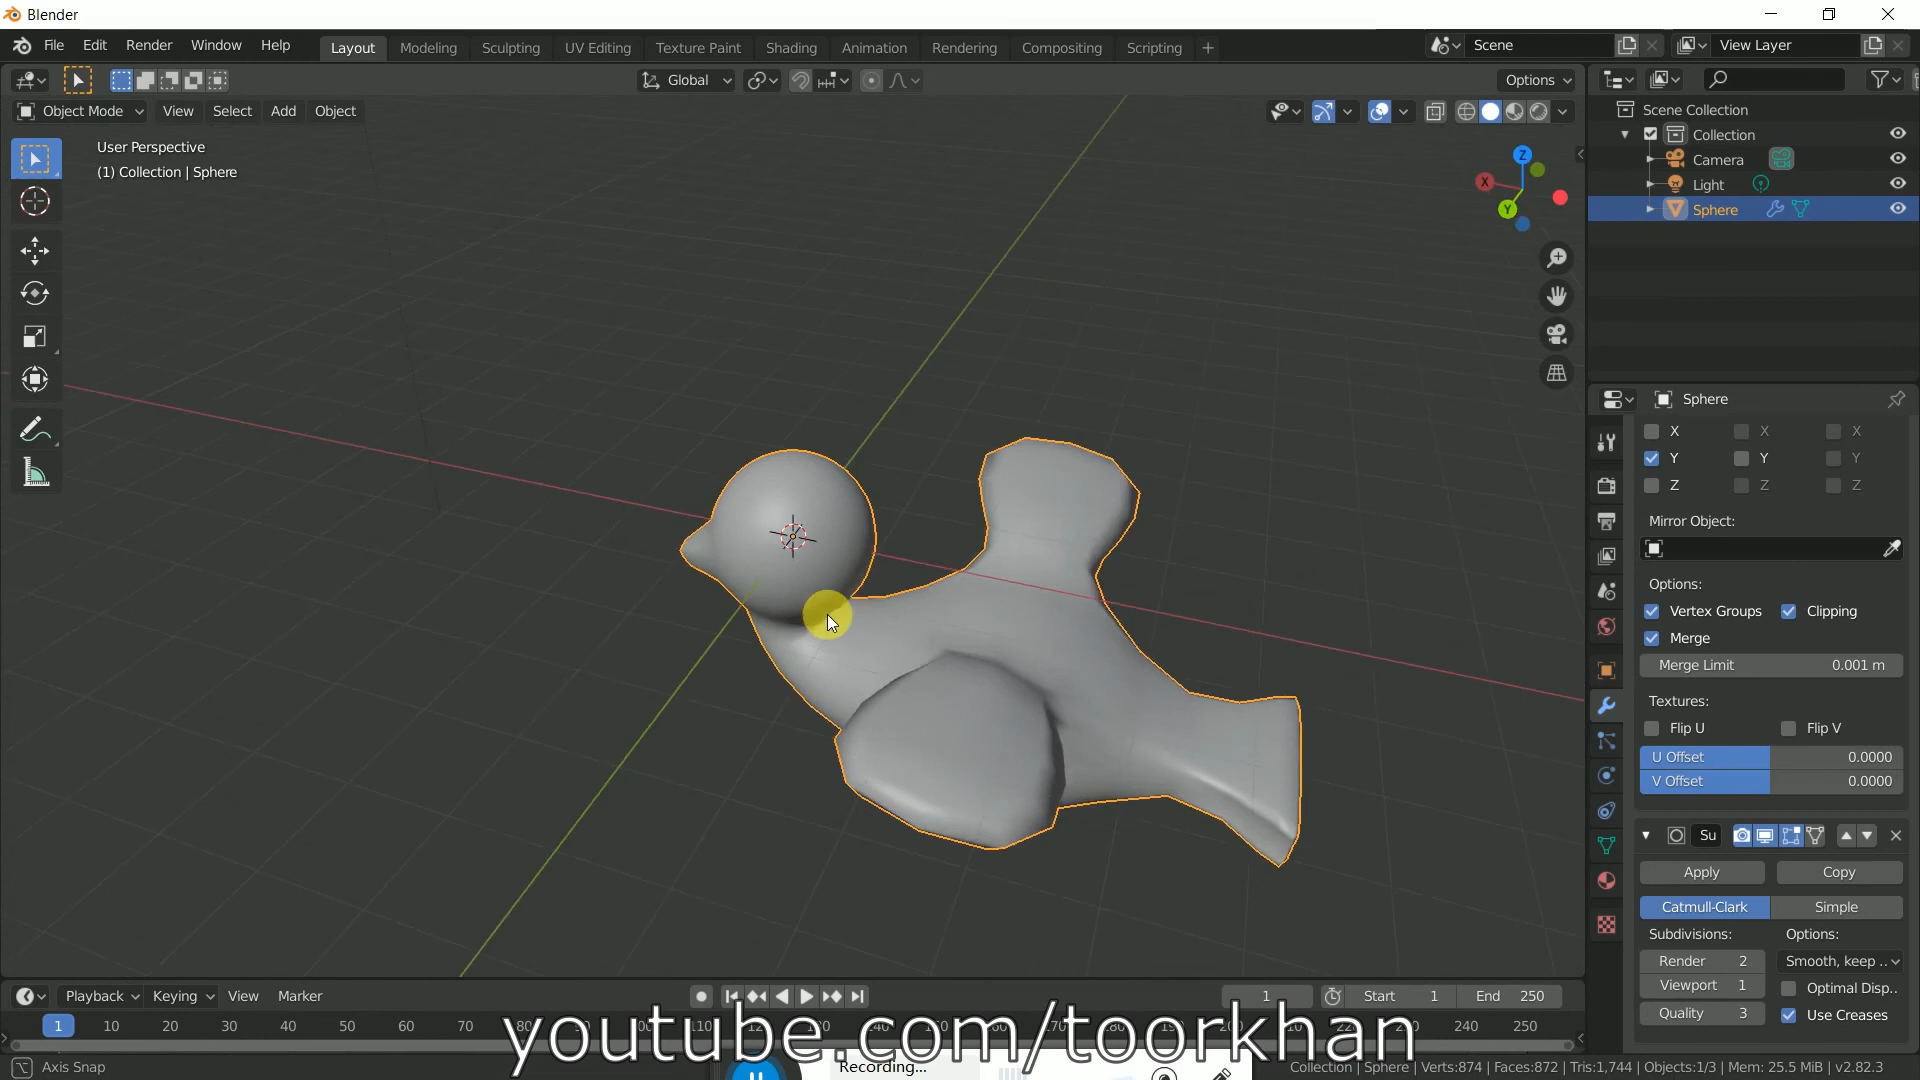 Blender
File Edit Render Window Help Layout Modeling Sculpting UV Editing Texture Paint Shading Animation Rendering Compositing Scripting + Scene View Layer
Global Options
Object Mode View Select Add Object
User Perspective
(1) Collection | Sphere
Z
X
Y
Scene Collection
Collection
Camera
Light
Sphere
Sphere
X X X
Y Y Y
Z Z Z
Mirror Object:
Options:
Vertex Groups Clipping
Merge
Merge Limit 0.001 m
Textures:
Flip U Flip V
U Offset 0.0000
V Offset 0.0000
Su
Apply Copy
Catmull-Clark Simple
Subdivisions: Options:
Render 2 Smooth, keep ..
Viewport 1 Optimal Disp..
Quality 3 Use Creases
Playback Keying View Marker 1 Start 1 End 250
1 10 20 30 40 50 60 70 110 120 140 170 240 250
youtube.com/toorkhan
Axis Snap Recording... Collection | Sphere | Verts:874 | Faces:872 | Tris:1,744 | Objects:1/3 | Mem: 25.5 MiB | v2.82.3